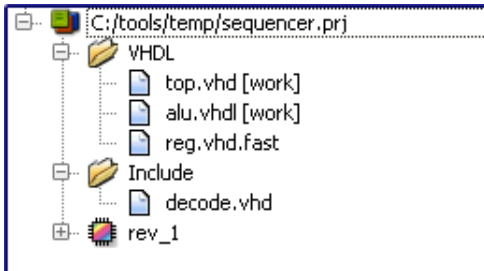 C:/tools/temp/sequencer.prj
VHDL
top.vhd [work]
alu.vhdl [work]
reg.vhd.fast
Include
decode.vhd
rev_1